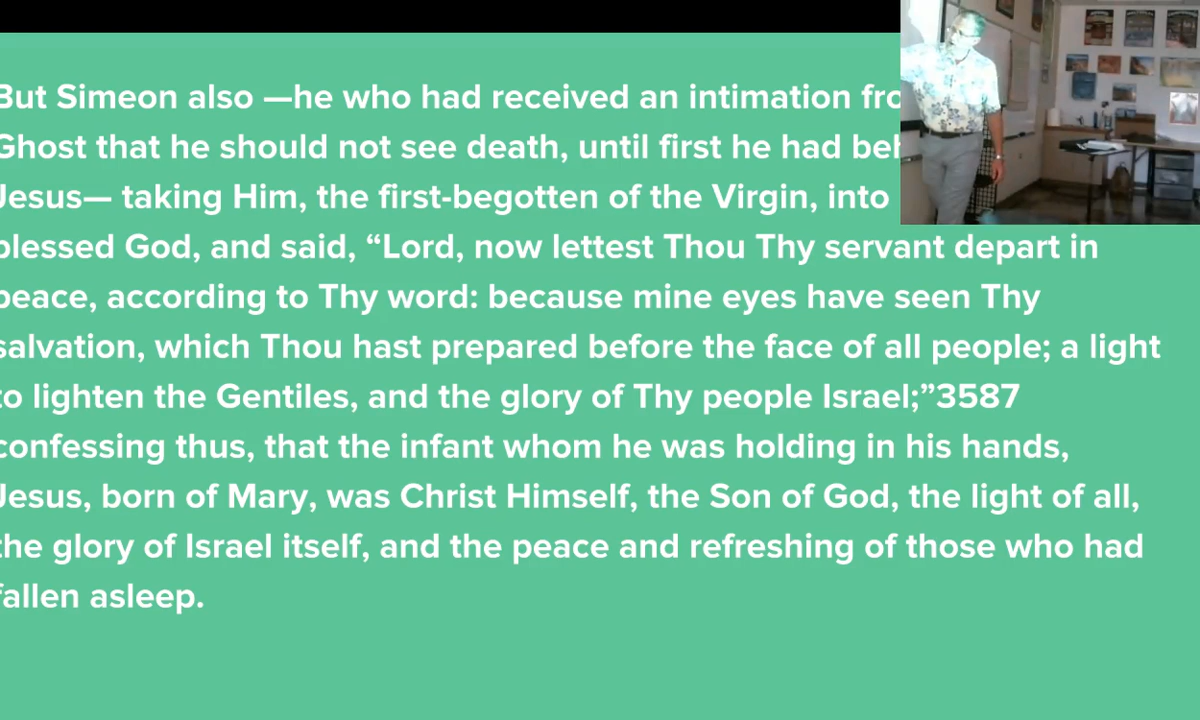 But Simeon also —he who had received an intimation
Ghost that he should not see death, until first he had
Jesus— taking Him, the first-begotten of the Virgin, into
blessed God, and said, “Lord, now lettest Thou Thy servant depart in
peace, according to Thy word: because mine eyes have seen Thy
salvation, which Thou hast prepared before the face of all people; a light
to lighten the Gentiles, and the glory of Thy people Israel;”3587
confessing thus, that the infant whom he was holding in his hands,
Jesus, born of Mary, was Christ Himself, the Son of God, the light of all,
the glory of Israel itself, and the peace and refreshing of those who had
fallen asleep.